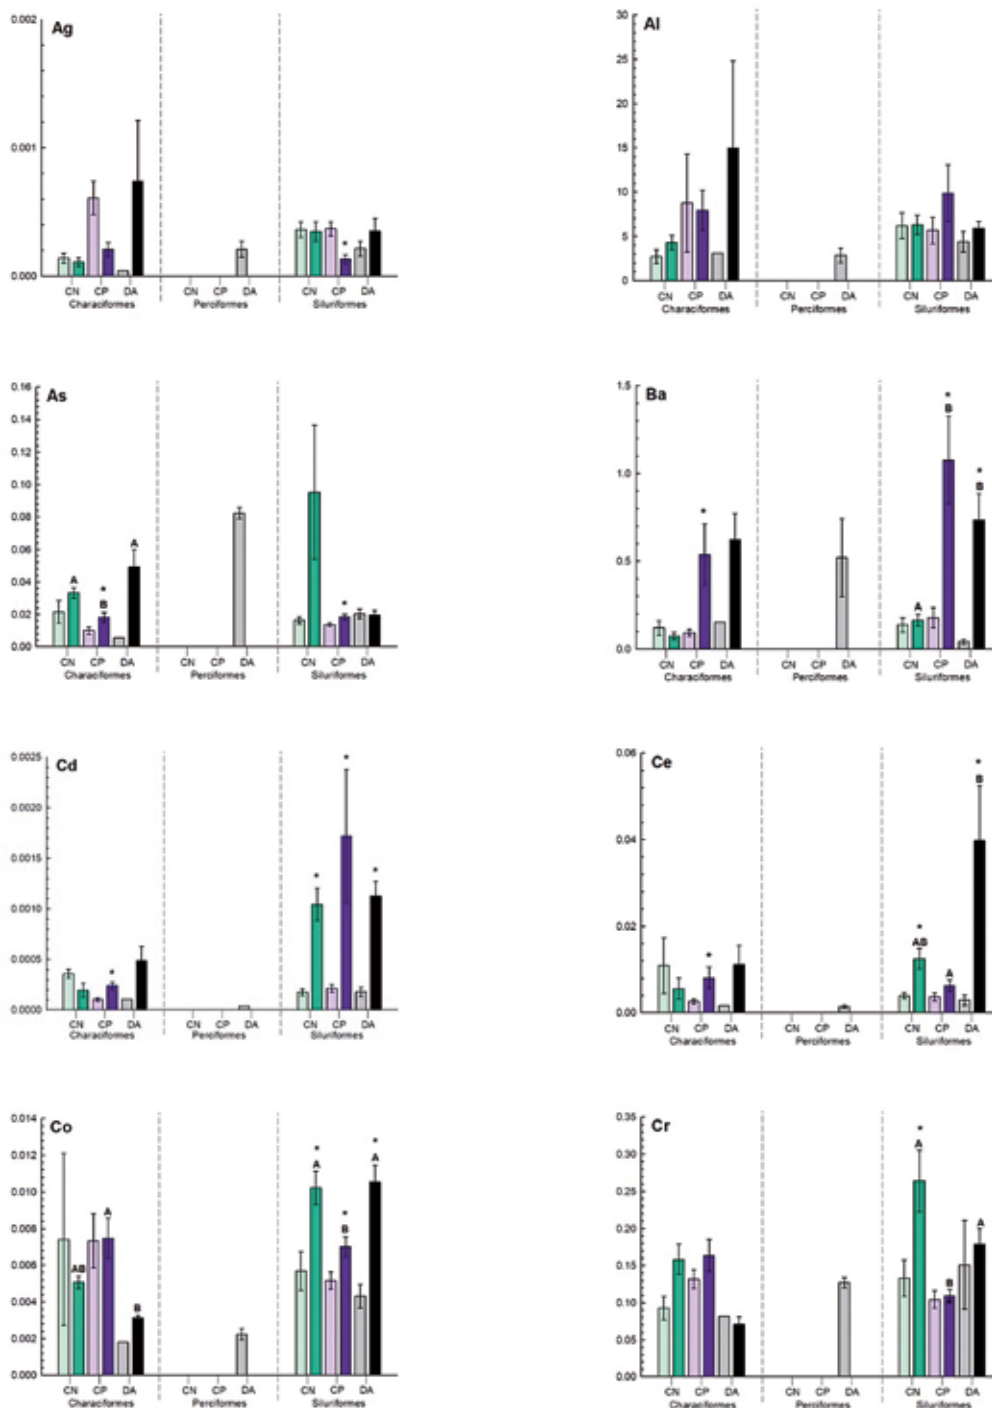 Ag
0.002
0.001
0.000
CN CP DA CN CP DA CN CP DA
Characiformes Perciformes Siluriformes
*
Al
30
25
20
15
10
5
0
CN CP DA CN CP DA CN CP DA
Characiformes Perciformes Siluriformes
As
0.16
0.14
0.12
0.10
0.08
0.06
0.04
0.02
0.00
A
*
B
A
*
CN CP DA CN CP DA CN CP DA
Characiformes Perciformes Siluriformes
Ba
1.5
1.0
0.5
0.0
*
A
*
B
*
B
CN CP DA CN CP DA CN CP DA
Characiformes Perciformes Siluriformes
Cd
0.0025
0.0020
0.0015
0.0010
0.0005
0.0000
*
*
*
*
CN CP DA CN CP DA CN CP DA
Characiformes Perciformes Siluriformes
Ce
0.06
0.04
0.02
0.00
*
*
AB
A
*
B
CN CP DA CN CP DA CN CP DA
Characiformes Perciformes Siluriformes
Co
0.014
0.012
0.010
0.008
0.006
0.004
0.002
0.000
AB
A
B
*
A
*
B
*
A
CN CP DA CN CP DA CN CP DA
Characiformes Perciformes Siluriformes
Cr
0.35
0.30
0.25
0.20
0.15
0.10
0.05
0.00
*
A
B
A
CN CP DA CN CP DA CN CP DA
Characiformes Perciformes Siluriformes